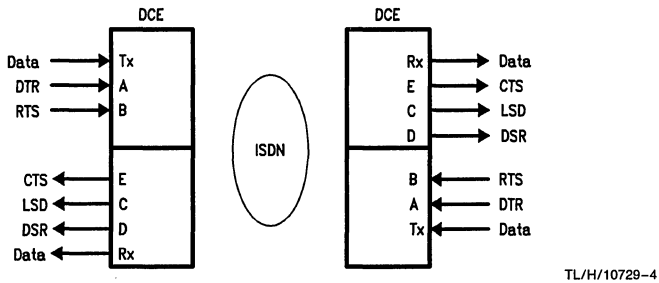 DCE DCE
Data Tx Rx Data
DTR A E CTS
RTS B C LSD
D DSR
ISDN
CTS E B RTS
LSD C A DTR
DSR D Tx Data
Data Rx
TL/H/10729–4